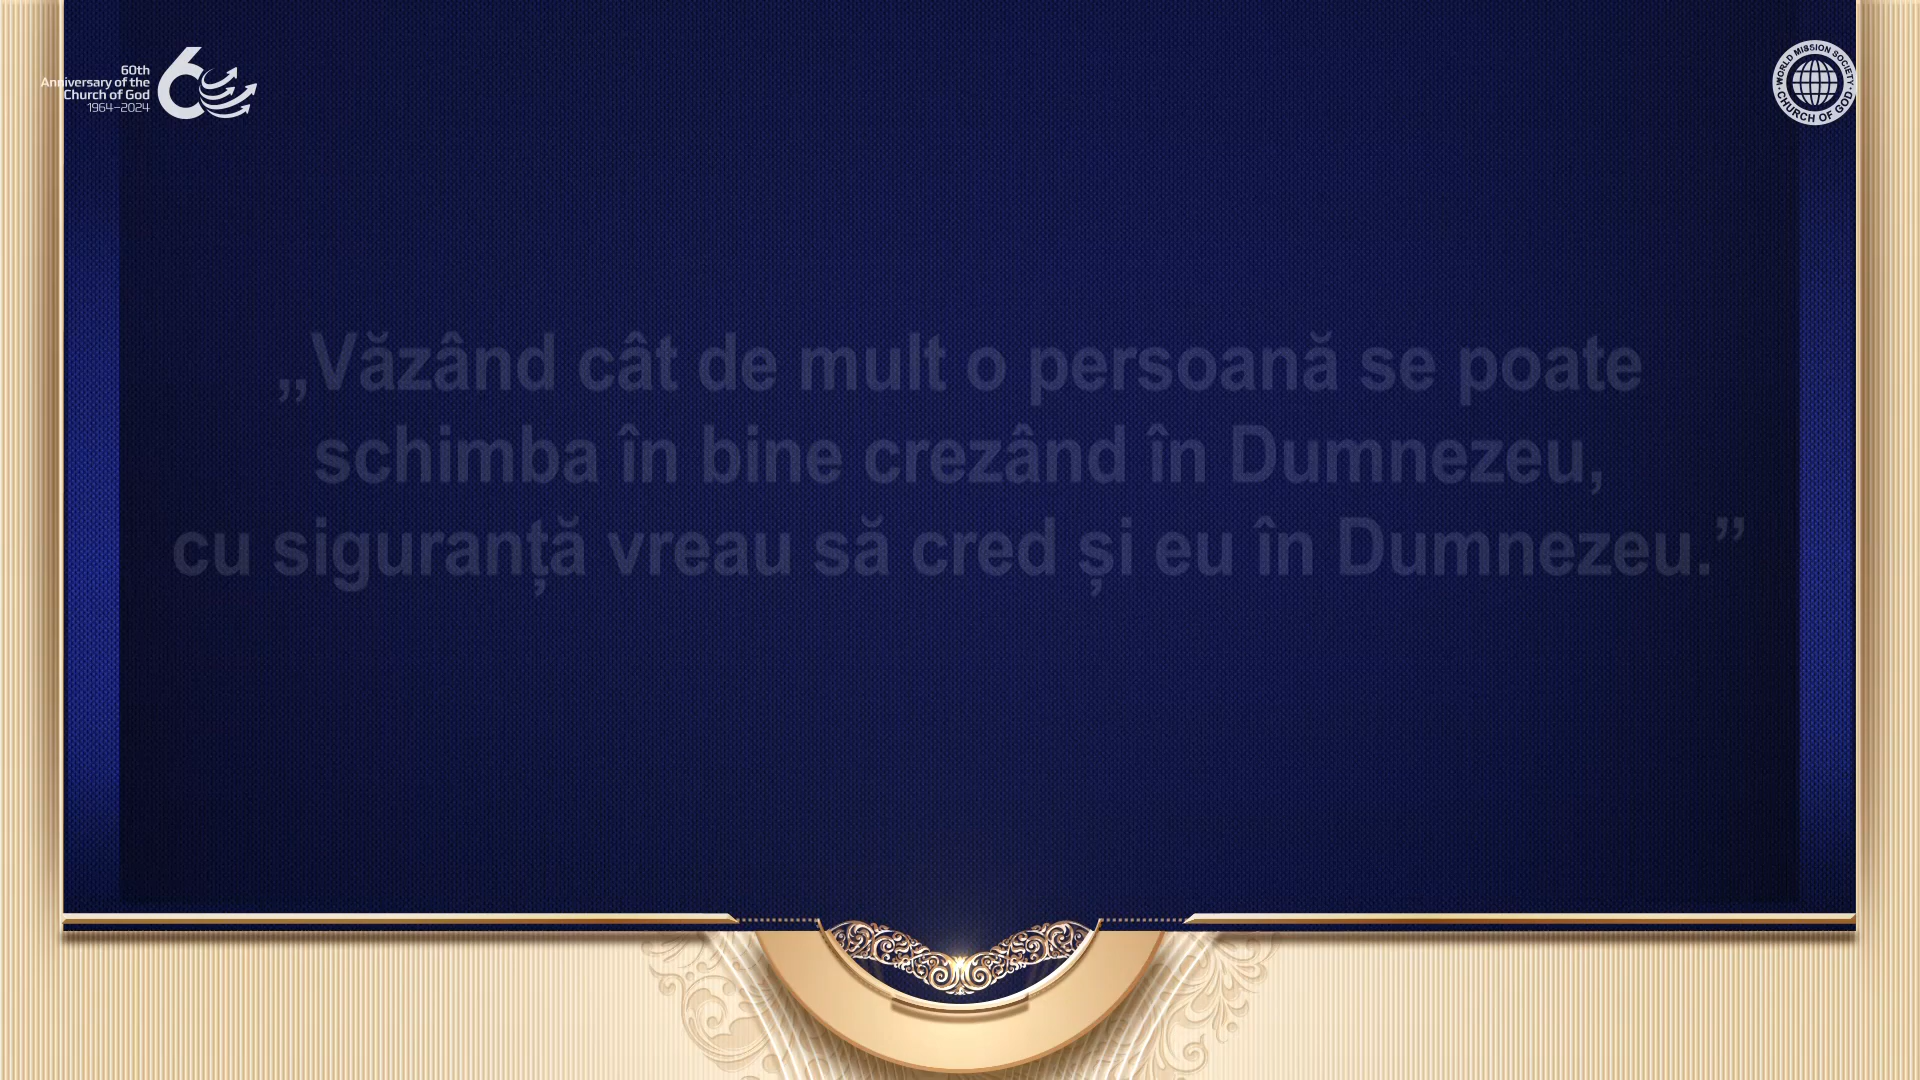 60th
Anniversary of the
Church of God
1964–2024
60
WORLD MISSION SOCIETY
CHURCH OF GOD
„Văzând cât de mult o persoană se poate
schimba în bine crezând în Dumnezeu,
cu siguranță vreau să cred și eu în Dumnezeu.”